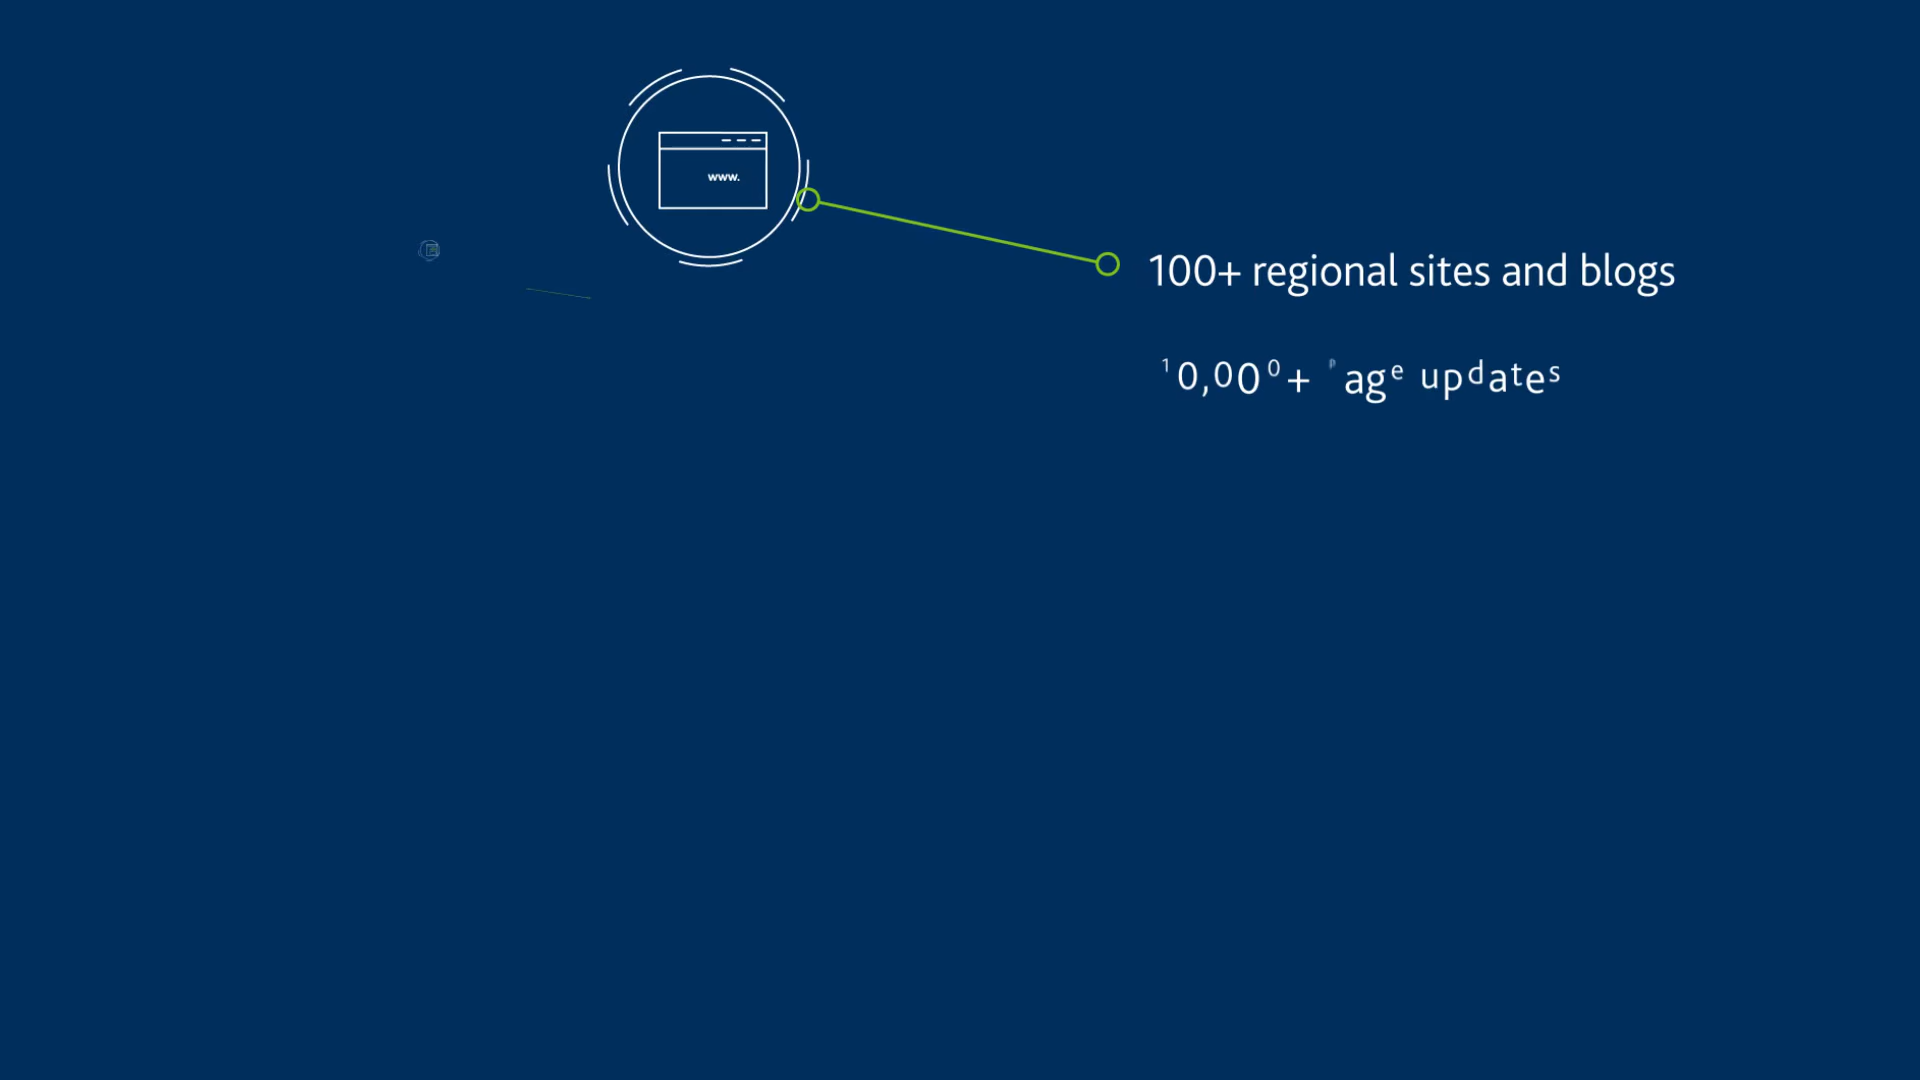 www.
100+ regional sites and blogs
10,000+ page updates